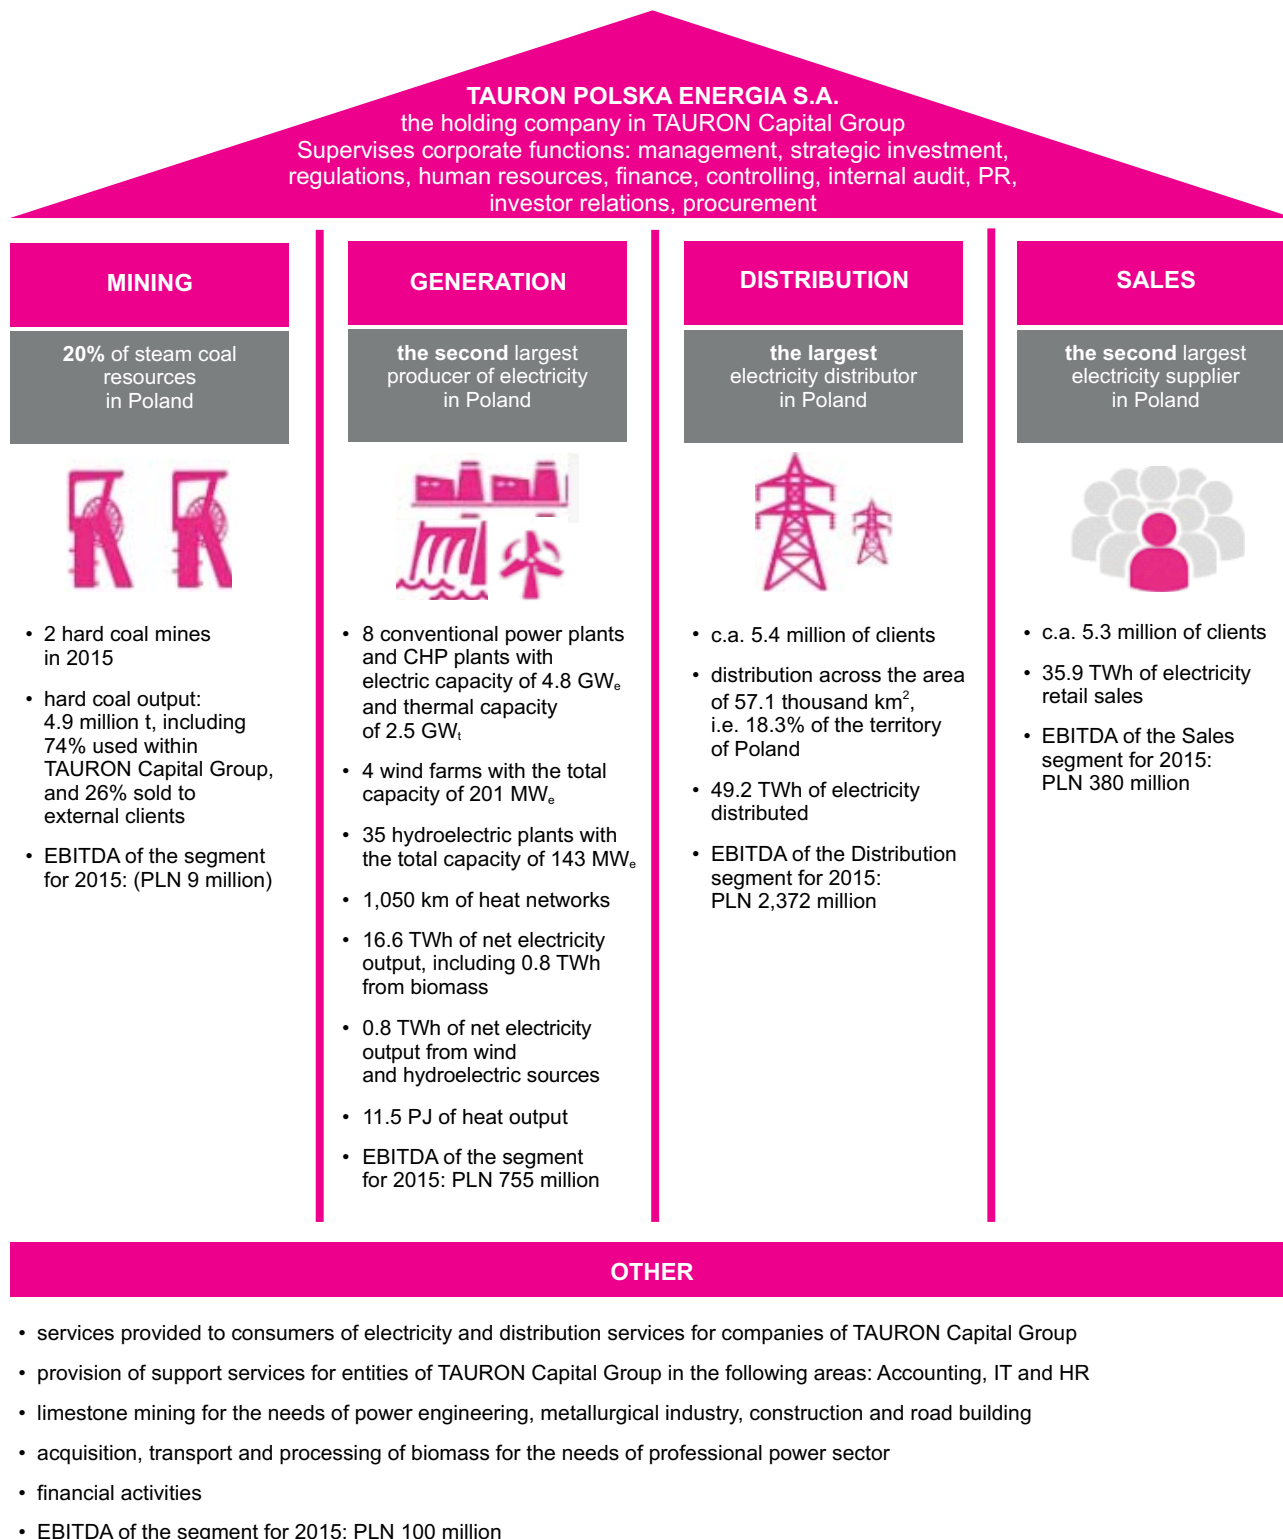 TAURON POLSKA ENERGIA S.A.
the holding company in TAURON Capital Group
Supervises corporate functions: management, strategic investment,
regulations, human resources, finance, controlling, internal audit, PR,
investor relations, procurement
MINING
20% of steam coal
resources
in Poland
• 2 hard coal mines
in 2015
• hard coal output:
4.9 million t, including
74% used within
TAURON Capital Group,
and 26% sold to
external clients
• EBITDA of the segment
for 2015: (PLN 9 million)
GENERATION
the second largest
producer of electricity
in Poland
• 8 conventional power plants
and CHP plants with
electric capacity of 4.8 GWₑ
and thermal capacity
of 2.5 GWₜ
• 4 wind farms with the total
capacity of 201 MWₑ
• 35 hydroelectric plants with
the total capacity of 143 MWₑ
• 1,050 km of heat networks
• 16.6 TWh of net electricity
output, including 0.8 TWh
from biomass
• 0.8 TWh of net electricity
output from wind
and hydroelectric sources
• 11.5 PJ of heat output
• EBITDA of the segment
for 2015: PLN 755 million
DISTRIBUTION
the largest
electricity distributor
in Poland
• c.a. 5.4 million of clients
• distribution across the area
of 57.1 thousand km²,
i.e. 18.3% of the territory
of Poland
• 49.2 TWh of electricity
distributed
• EBITDA of the Distribution
segment for 2015:
PLN 2,372 million
SALES
the second largest
electricity supplier
in Poland
• c.a. 5.3 million of clients
• 35.9 TWh of electricity
retail sales
• EBITDA of the Sales
segment for 2015:
PLN 380 million
OTHER
• services provided to consumers of electricity and distribution services for companies of TAURON Capital Group
• provision of support services for entities of TAURON Capital Group in the following areas: Accounting, IT and HR
• limestone mining for the needs of power engineering, metallurgical industry, construction and road building
• acquisition, transport and processing of biomass for the needs of professional power sector
• financial activities
• EBITDA of the segment for 2015: PLN 100 million